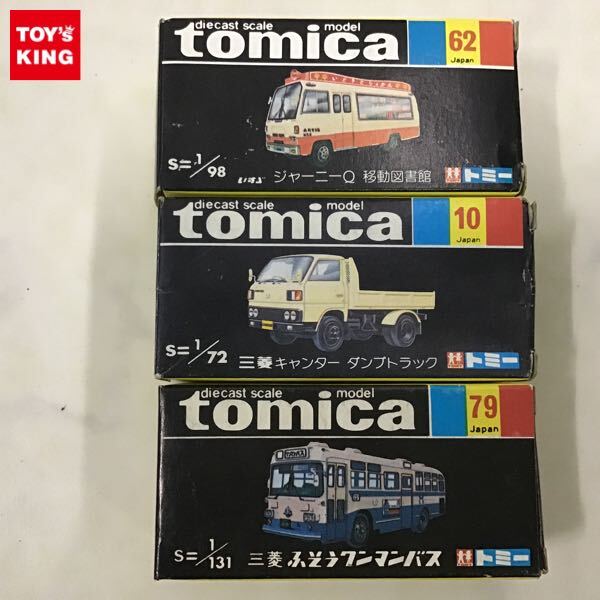 TOY'S
KING
diecast scale model
tomica
62
Japan
S=1/98
いすゞ ジャーニーQ 移動図書館
トミー
diecast scale model
tomica
10
Japan
S=1/72
三菱キャンター ダンプトラック
トミー
diecast scale model
tomica
79
Japan
S=1/131
三菱ふそうワンマンバス
トミー